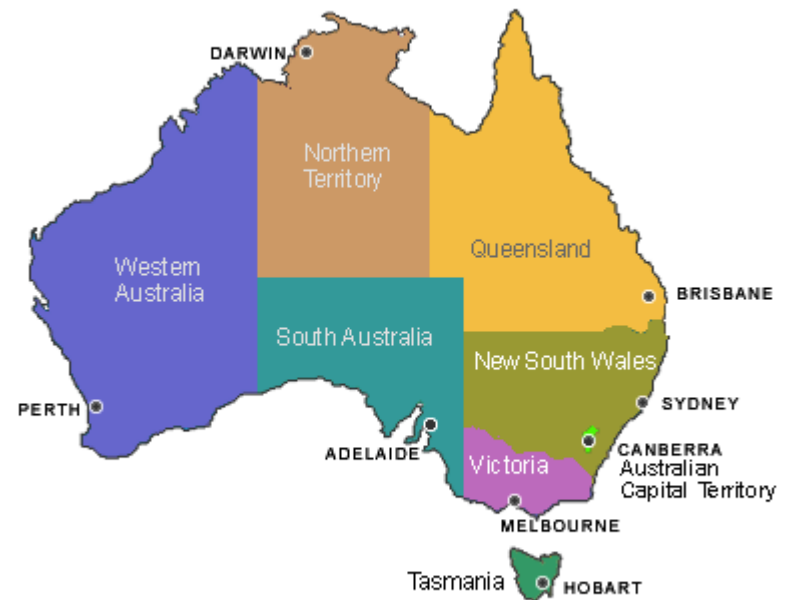 DARWIN
Northern
Territory
Queensland
Western
Australia
BRISBANE
South Australia
New South Wales
PERTH
SYDNEY
ADELAIDE
CANBERRA
Victoria
Australian
Capital Territory
MELBOURNE
Tasmania
HOBART